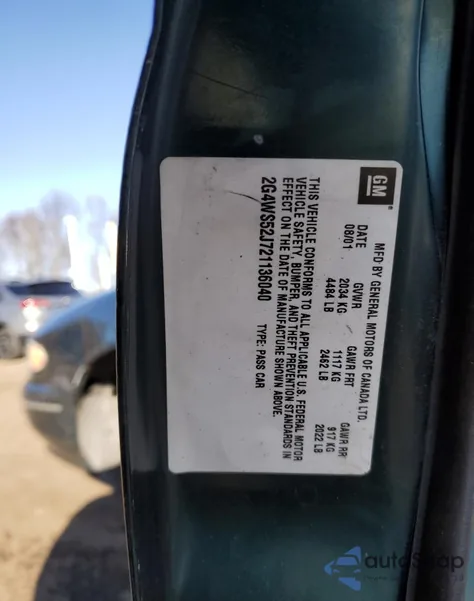 GM
MFD BY GENERAL MOTORS OF CANADA LTD.
DATE GVWR GAWR FRT GAWR RR
08/01 2034 KG 1117 KG 917 KG
4484 LB 2462 LB 2022 LB
THIS VEHICLE CONFORMS TO ALL APPLICABLE U.S. FEDERAL MOTOR
VEHICLE SAFETY, BUMPER, AND THEFT PREVENTION STANDARDS IN
EFFECT ON THE DATE OF MANUFACTURE SHOWN ABOVE.
2G4WS52J721136040 TYPE: PASS CAR